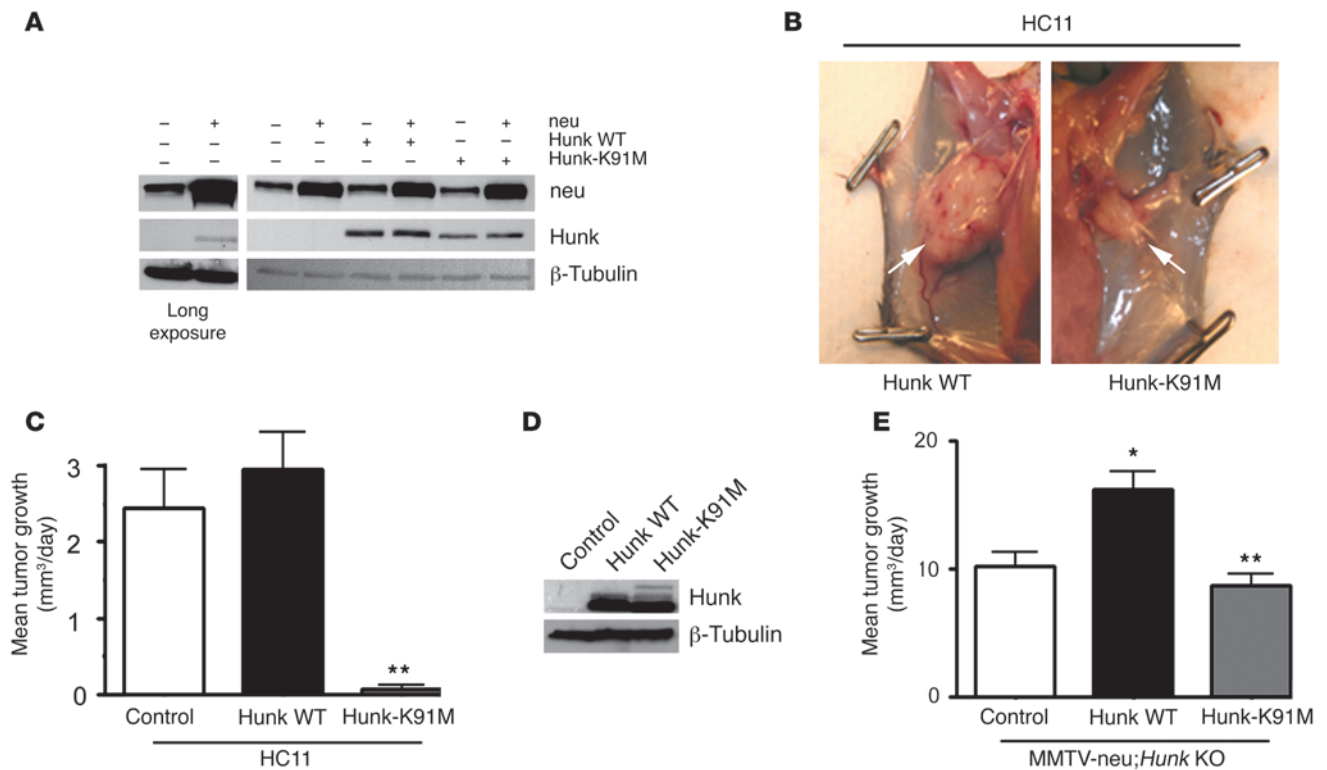 A
– + – + – + – + neu
– – – – + + – – Hunk WT
– – – – – – + + Hunk-K91M
neu
Hunk
β-Tubulin
Long
exposure
B
HC11
Hunk WT
Hunk-K91M
C
Mean tumor growth
(mm³/day)
3
2
1
0
**
Control
Hunk WT
Hunk-K91M
HC11
D
Control
Hunk WT
Hunk-K91M
Hunk
β-Tubulin
E
Mean tumor growth
(mm³/day)
20
10
0
*
**
Control
Hunk WT
Hunk-K91M
MMTV-neu;Hunk KO